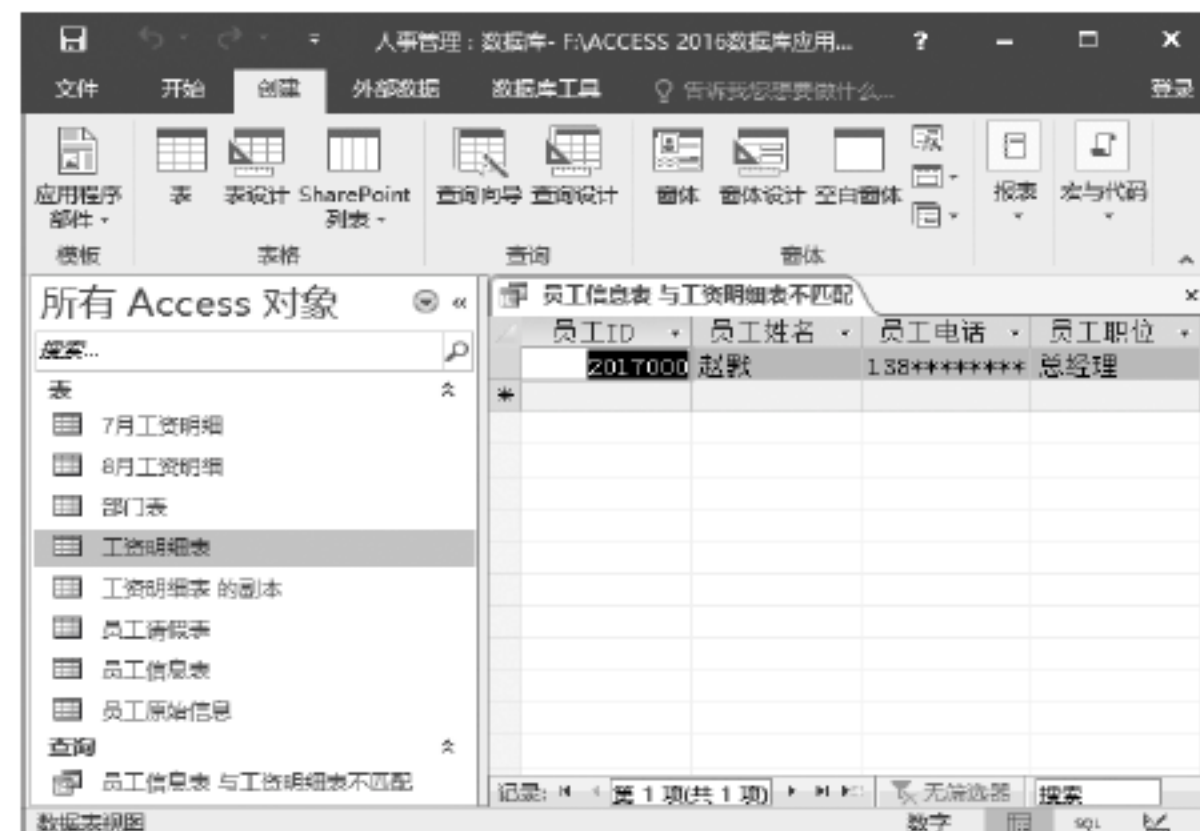 人事管理：数据库- F:\ACCESS 2016数据库应用... ?
文件 开始 创建 外部数据 数据库工具 告诉我您想要做什么... 登录
应用程序部件 表 表设计 SharePoint列表 查询向导 查询设计 窗体 窗体设计 空白窗体 报表 宏与代码
模板 表格 查询 窗体
所有 Access 对象 «
搜索...
表
7月工资明细
8月工资明细
部门表
工资明细表
工资明细表 的副本
员工请假表
员工信息表
员工原始信息
查询
员工信息表 与工资明细表不匹配
员工信息表 与工资明细表不匹配
员工ID 员工姓名 员工电话 员工职位
2017000 赵默 138******** 总经理
*
记录: 第 1 项(共 1 项) 无筛选器 搜索
数据表视图 数字 SQL